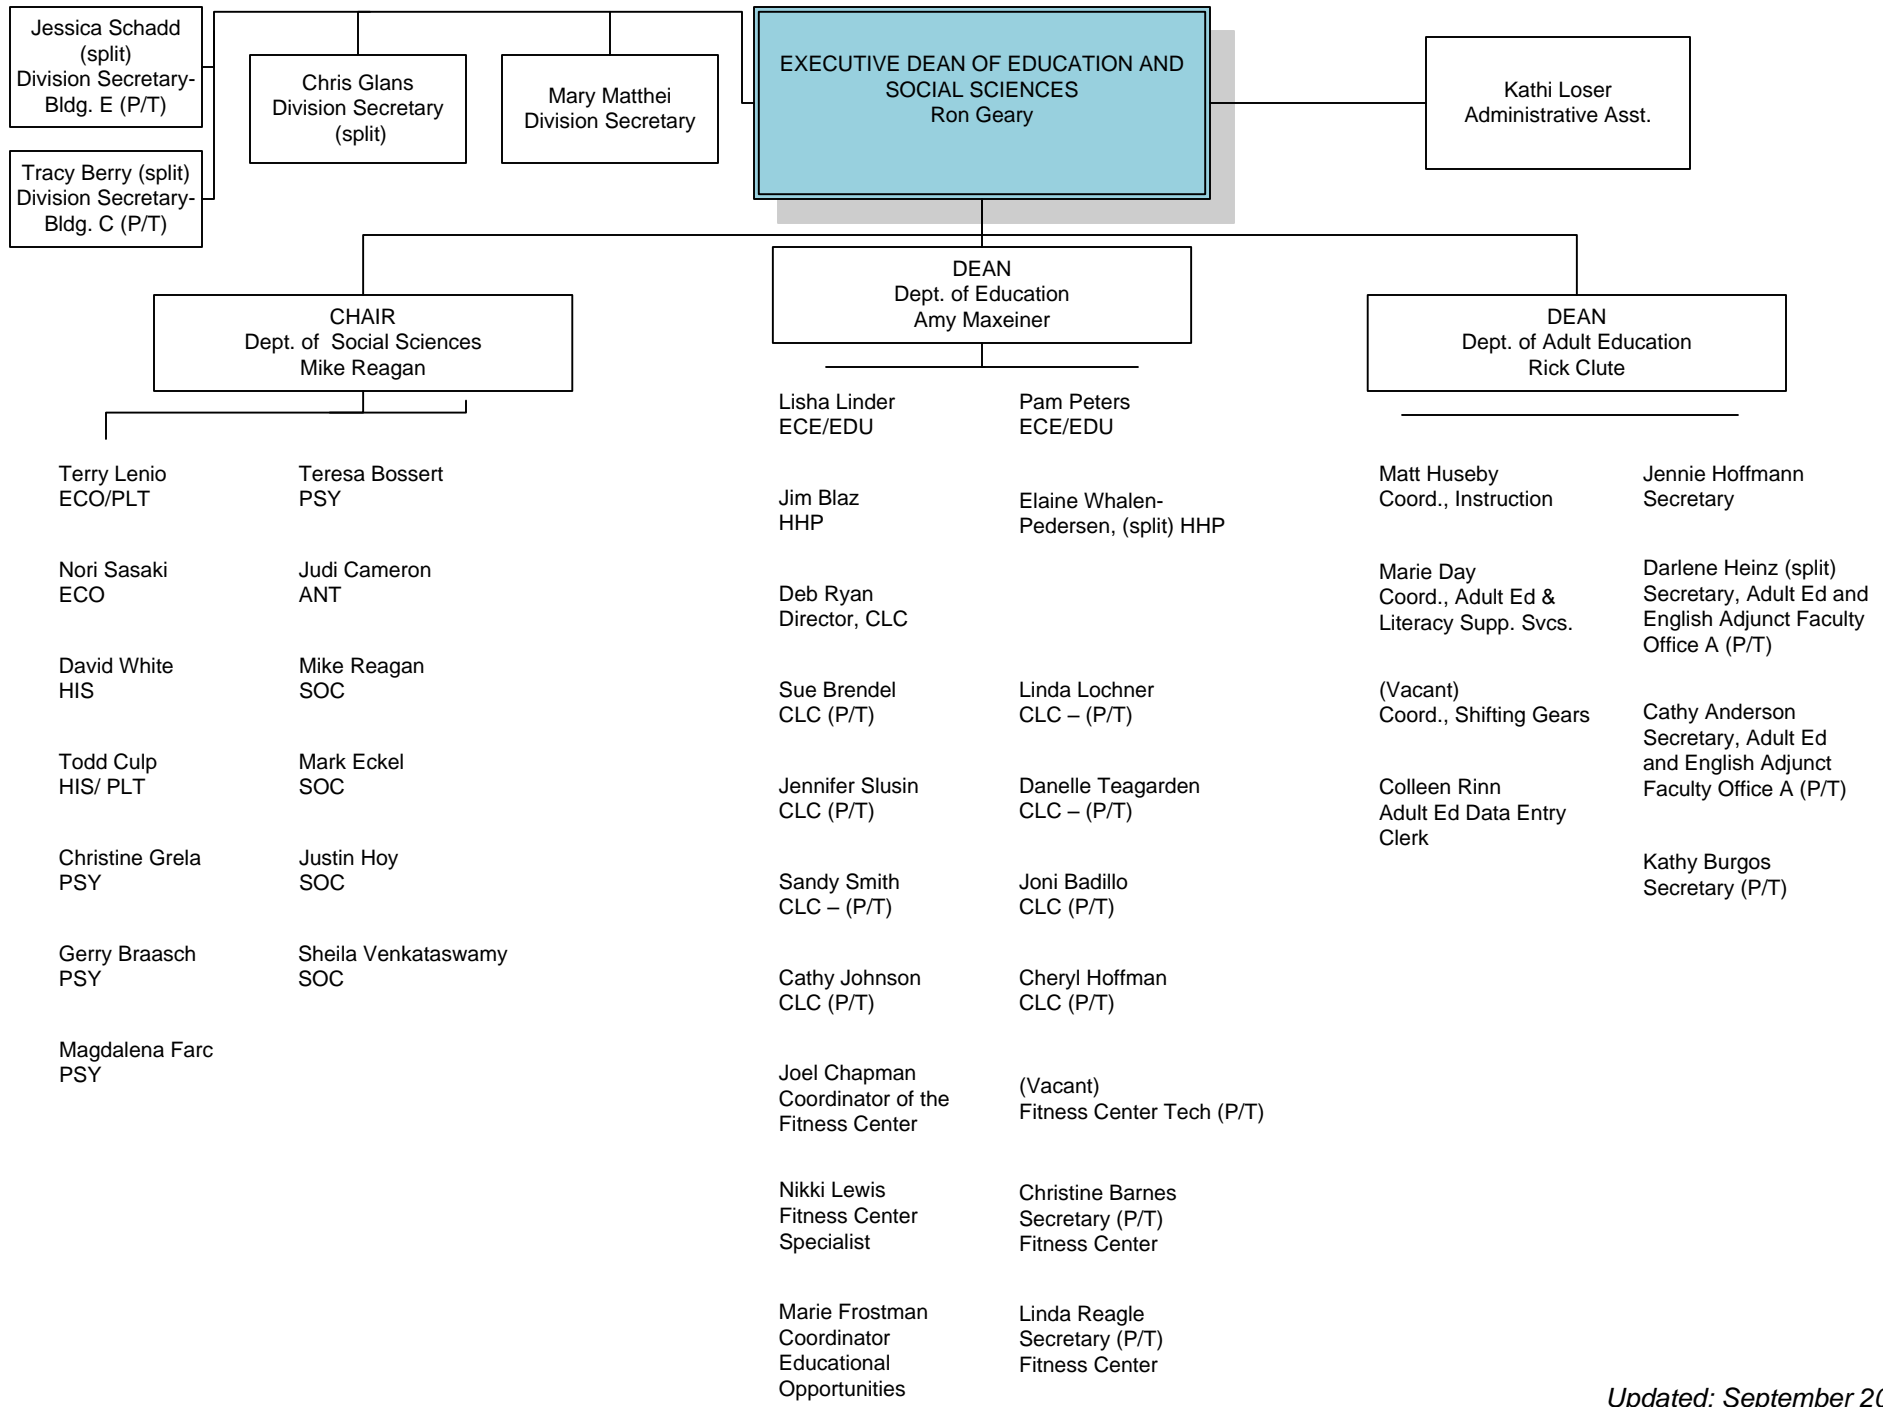 Jessica Schadd
(split)
Division Secretary-
Bldg. E (P/T)
Tracy Berry (split)
Division Secretary-
Bldg. C (P/T)
Chris Glans
Division Secretary
(split)
Mary Matthei
Division Secretary
EXECUTIVE DEAN OF EDUCATION AND
SOCIAL SCIENCES
Ron Geary
Kathi Loser
Administrative Asst.
CHAIR
Dept. of Social Sciences
Mike Reagan
DEAN
Dept. of Education
Amy Maxeiner
DEAN
Dept. of Adult Education
Rick Clute
Terry Lenio
ECO/PLT
Nori Sasaki
ECO
David White
HIS
Todd Culp
HIS/ PLT
Christine Grela
PSY
Gerry Braasch
PSY
Magdalena Farc
PSY
Teresa Bossert
PSY
Judi Cameron
ANT
Mike Reagan
SOC
Mark Eckel
SOC
Justin Hoy
SOC
Sheila Venkataswamy
SOC
Lisha Linder
ECE/EDU
Jim Blaz
HHP
Deb Ryan
Director, CLC
Sue Brendel
CLC (P/T)
Jennifer Slusin
CLC (P/T)
Sandy Smith
CLC – (P/T)
Cathy Johnson
CLC (P/T)
Joel Chapman
Coordinator of the
Fitness Center
Nikki Lewis
Fitness Center
Specialist
Marie Frostman
Coordinator
Educational
Opportunities
Pam Peters
ECE/EDU
Elaine Whalen-
Pedersen, (split) HHP
Linda Lochner
CLC – (P/T)
Danelle Teagarden
CLC – (P/T)
Joni Badillo
CLC (P/T)
Cheryl Hoffman
CLC (P/T)
(Vacant)
Fitness Center Tech (P/T)
Christine Barnes
Secretary (P/T)
Fitness Center
Linda Reagle
Secretary (P/T)
Fitness Center
Matt Huseby
Coord., Instruction
Marie Day
Coord., Adult Ed &
Literacy Supp. Svcs.
(Vacant)
Coord., Shifting Gears
Colleen Rinn
Adult Ed Data Entry
Clerk
Jennie Hoffmann
Secretary
Darlene Heinz (split)
Secretary, Adult Ed and
English Adjunct Faculty
Office A (P/T)
Cathy Anderson
Secretary, Adult Ed
and English Adjunct
Faculty Office A (P/T)
Kathy Burgos
Secretary (P/T)
Updated: September